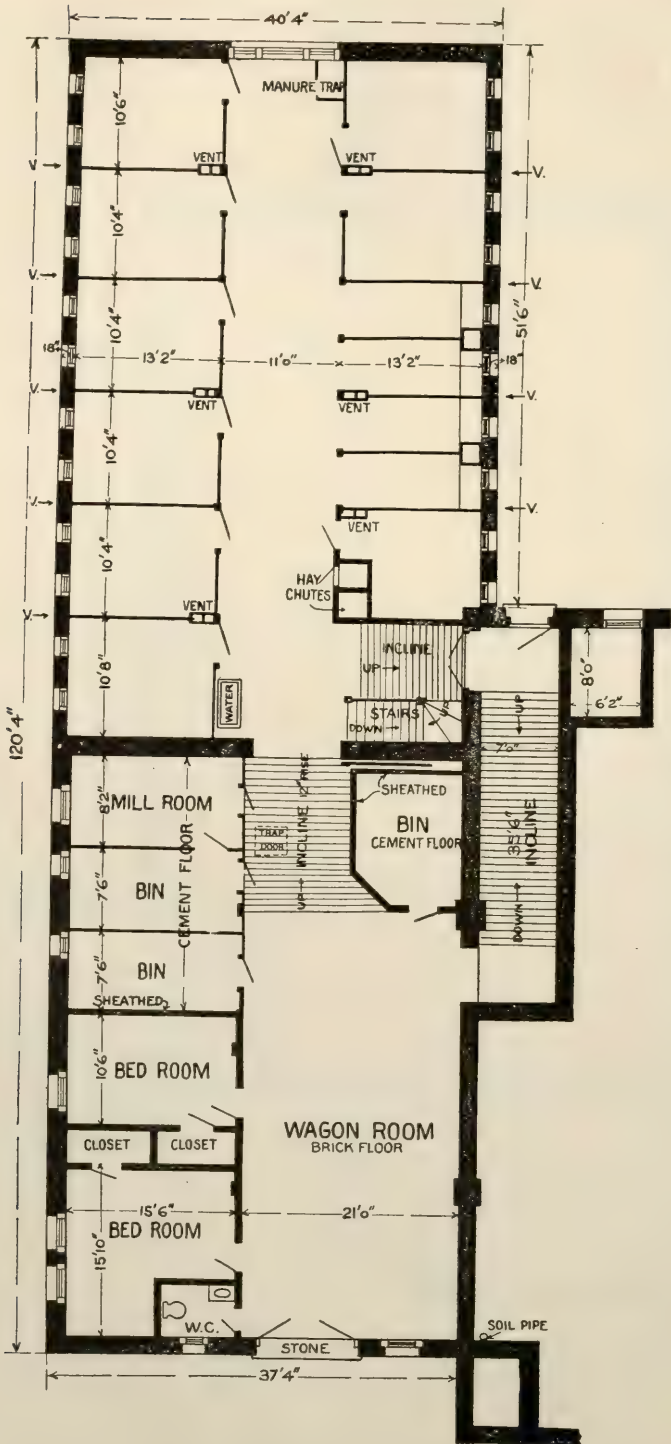 40'4"
MANURE TRAP
10'6"
VENT
VENT
V.
V.
10'4"
V.
V.
51'6"
10'4"
18"
13'2"
11'0"
13'2"
18"
V.
VENT
VENT
V.
10'4"
V.
VENT
V.
10'4"
HAY
CHUTES
V.
VENT
INCLINE
UP
10'8"
WATER
STAIRS
DOWN
UP
8'0"
6'2"
UP
7'0"
120'4"
8'2"
MILL ROOM
CEMENT FLOOR
INCLINE 12" RISE
TRAP
DOOR
UP
SHEATHED
BIN
CEMENT FLOOR
35'6"
INCLINE
DOWN
7'6"
BIN
7'6"
BIN
SHEATHED
10'6"
BED ROOM
CLOSET
CLOSET
WAGON ROOM
BRICK FLOOR
15'6"
21'0"
BED ROOM
15'10"
W.C.
STONE
SOIL PIPE
37'4"